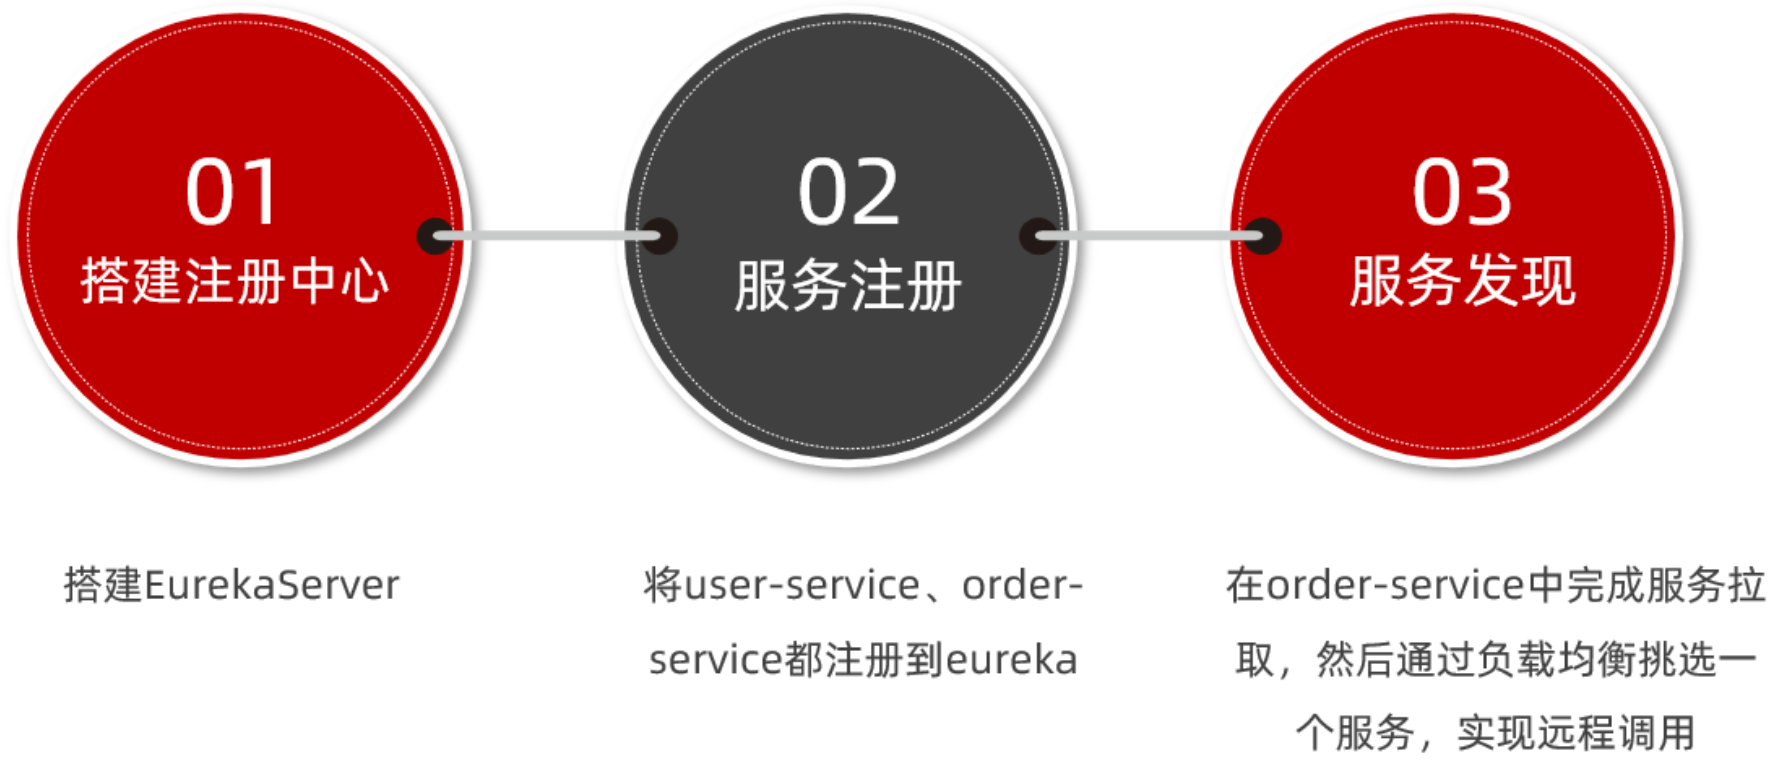 01
搭建注册中心
搭建EurekaServer
02
服务注册
将user-service、order-
service都注册到eureka
03
服务发现
在order-service中完成服务拉
取，然后通过负载均衡挑选一
个服务，实现远程调用